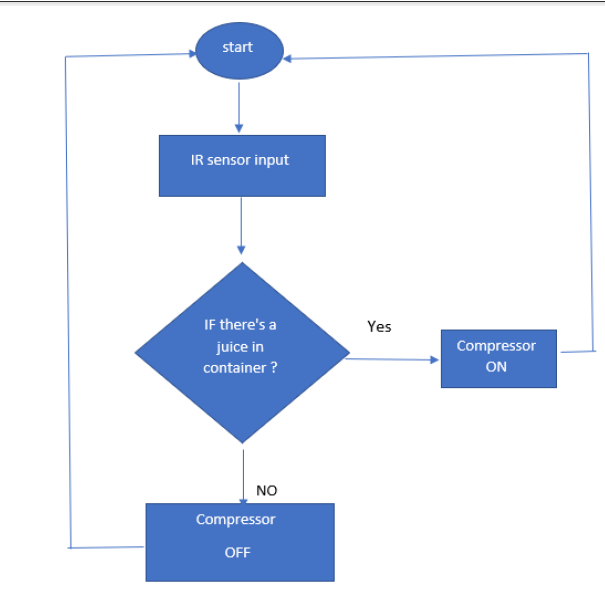 start
IR sensor input
IF there's a
juice in
container ?
Yes
Compressor
ON
NO
Compressor
OFF